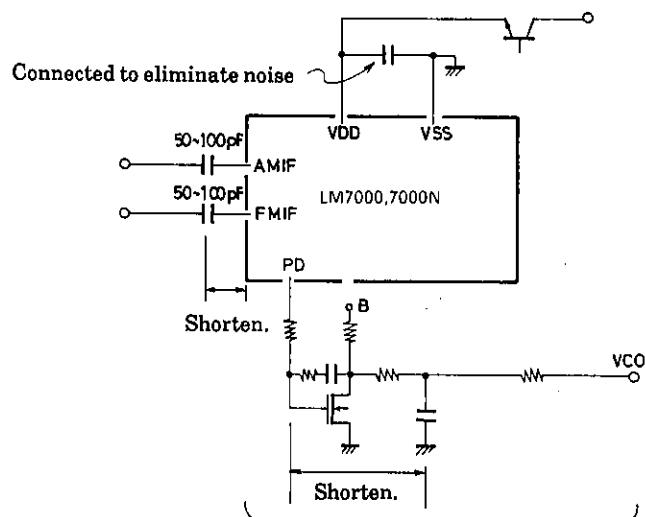 Connected to eliminate noise
VDD
VSS
50~100pF
AMIF
50~100pF
FMIF
LM7000,7000N
PD
Shorten.
B
VCO
Shorten.